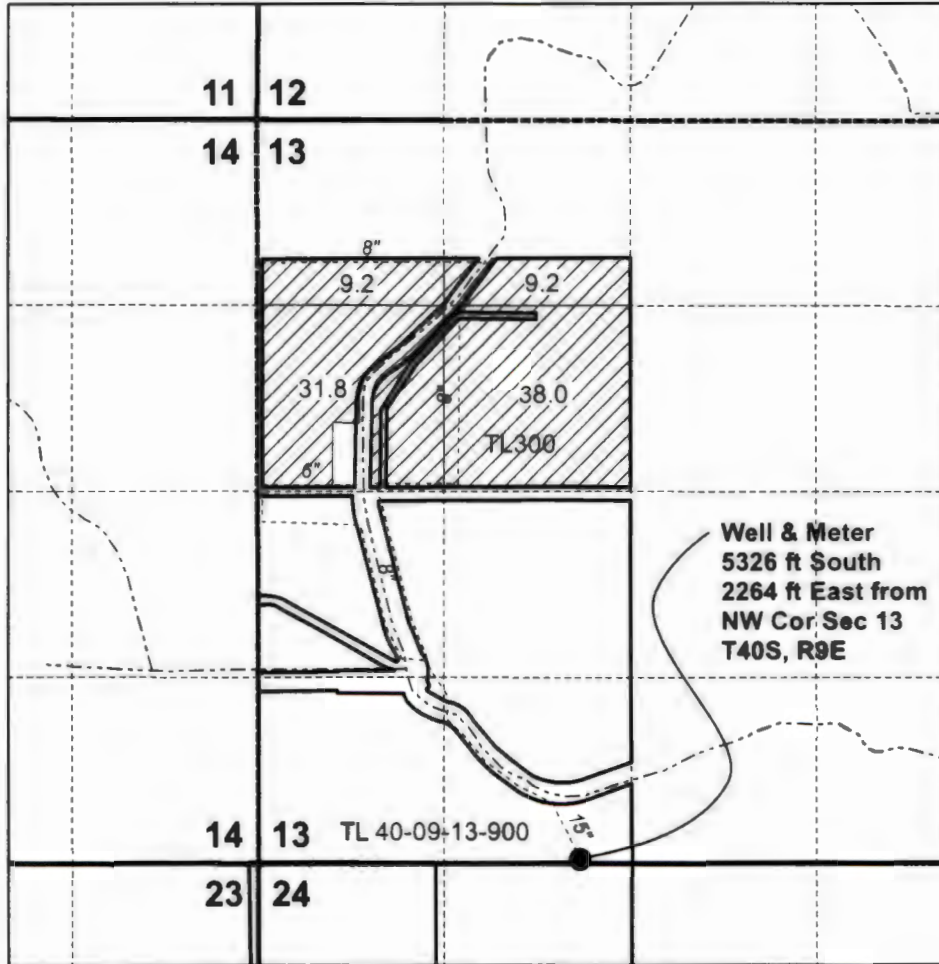 11 12
14 13
8"
9.2 9.2
31.8 38.0
8"
TL300
6"
Well & Meter
5326 ft South
2264 ft East from
NW Cor Sec 13
T40S, R9E
8"
15"
14 13 TL 40-09-13-900
23 24